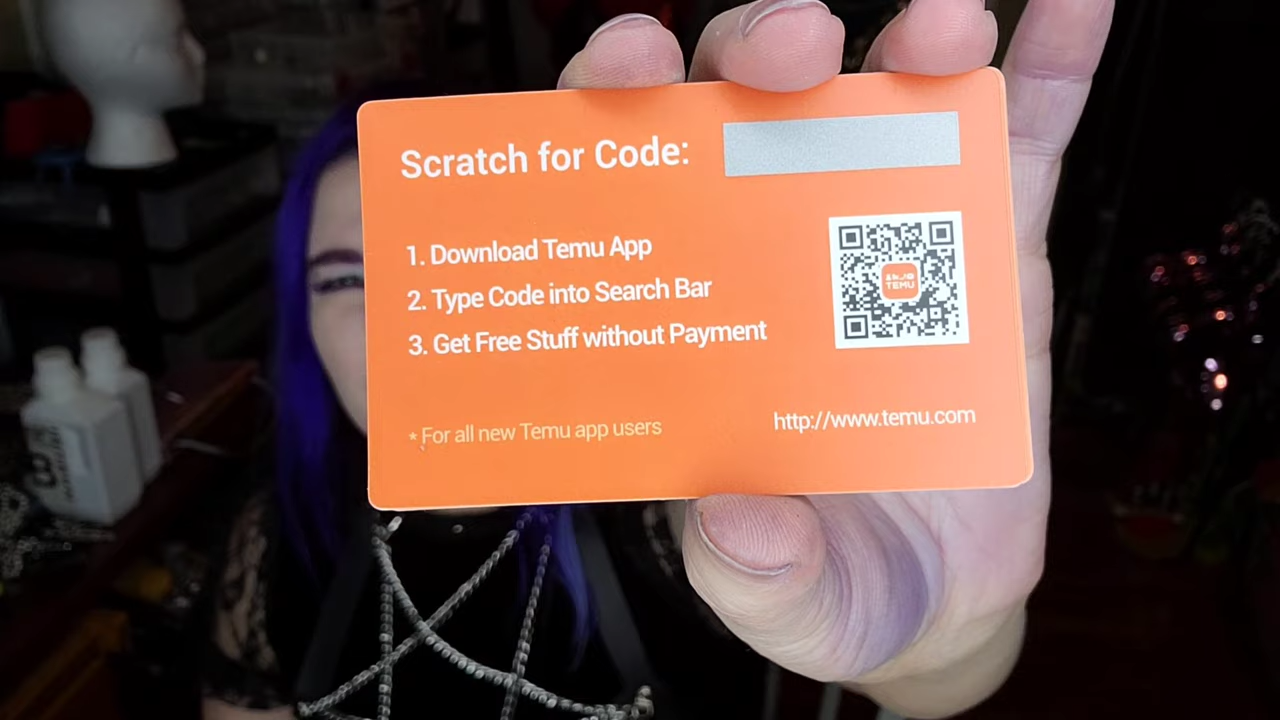 Scratch for Code:
1. Download Temu App
2. Type Code into Search Bar
3. Get Free Stuff without Payment
TEMU
* For all new Temu app users
http://www.temu.com